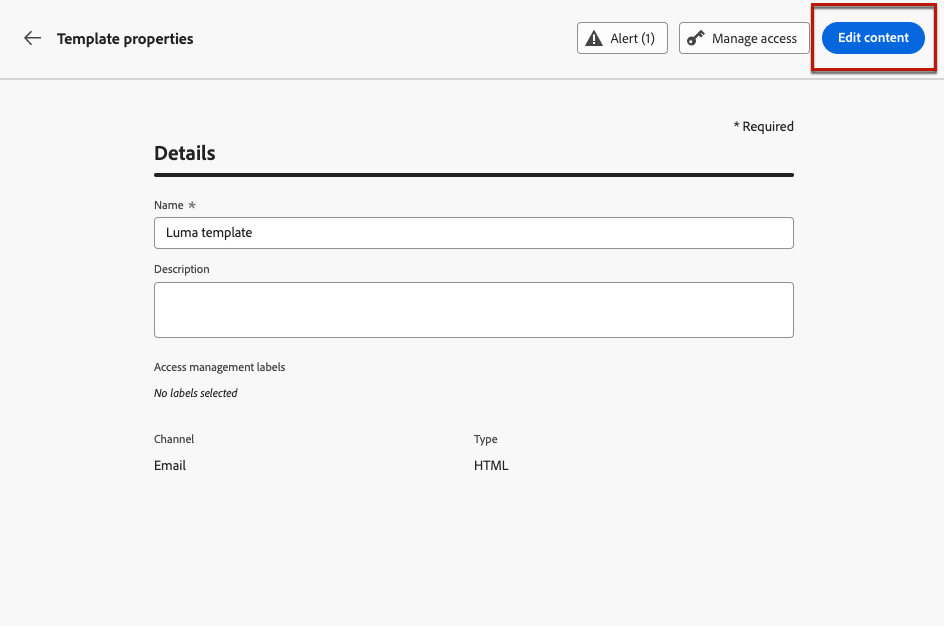 Template properties
Alert (1)
Manage access
Edit content
* Required
Details
Name *
Luma template
Description
Access management labels
No labels selected
Channel
Type
Email
HTML